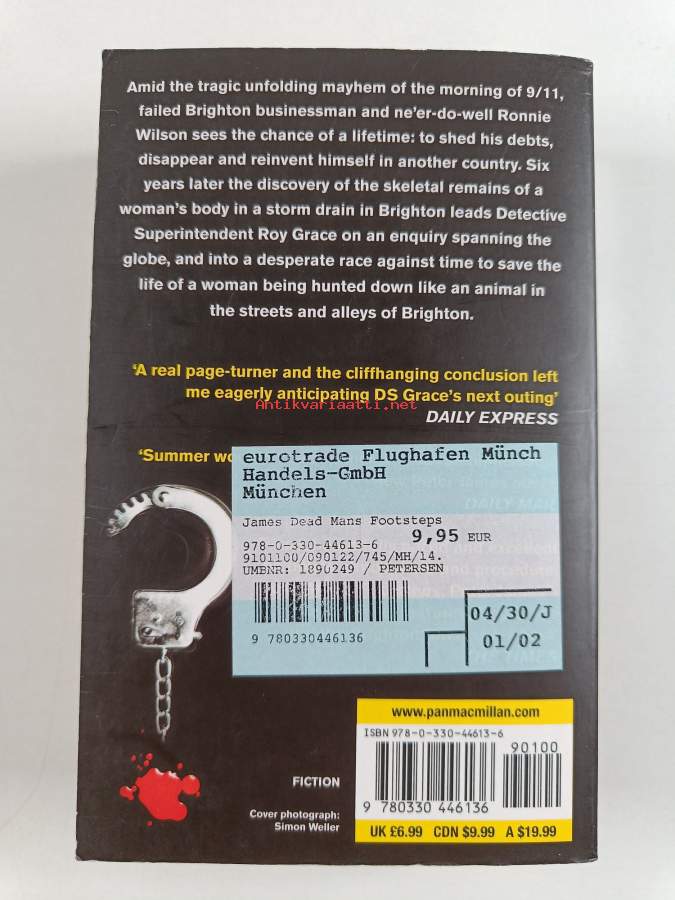 Amid the tragic unfolding mayhem of the morning of 9/11,
failed Brighton businessman and ne'er-do-well Ronnie
Wilson sees the chance of a lifetime: to shed his debts,
disappear and reinvent himself in another country. Six
years later the discovery of the skeletal remains of a
woman's body in a storm drain in Brighton leads Detective
Superintendent Roy Grace on an enquiry spanning the
globe, and into a desperate race against time to save the
life of a woman being hunted down like an animal in
the streets and alleys of Brighton.
'A real page-turner and the cliffhanging conclusion left
me eagerly anticipating DS Grace's next outing'
Antikvariaatti.net
DAILY EXPRESS
'Summer
eurotrade Flughafen Münch
Handels-GmbH
München
James Dead Mans Footsteps
9,95 EUR
978-0-330-44613-6
9101100/090122/745/MH/14.
UMBNR: 1890249 / PETERSEN
9 780330 446136
04/30/J
01/02
www.panmacmillan.com
ISBN 978-0-330-44613-6
90100
9 780330 446136
UK £6.99 CDN $9.99 A $19.99
FICTION
Cover photograph:
Simon Weller